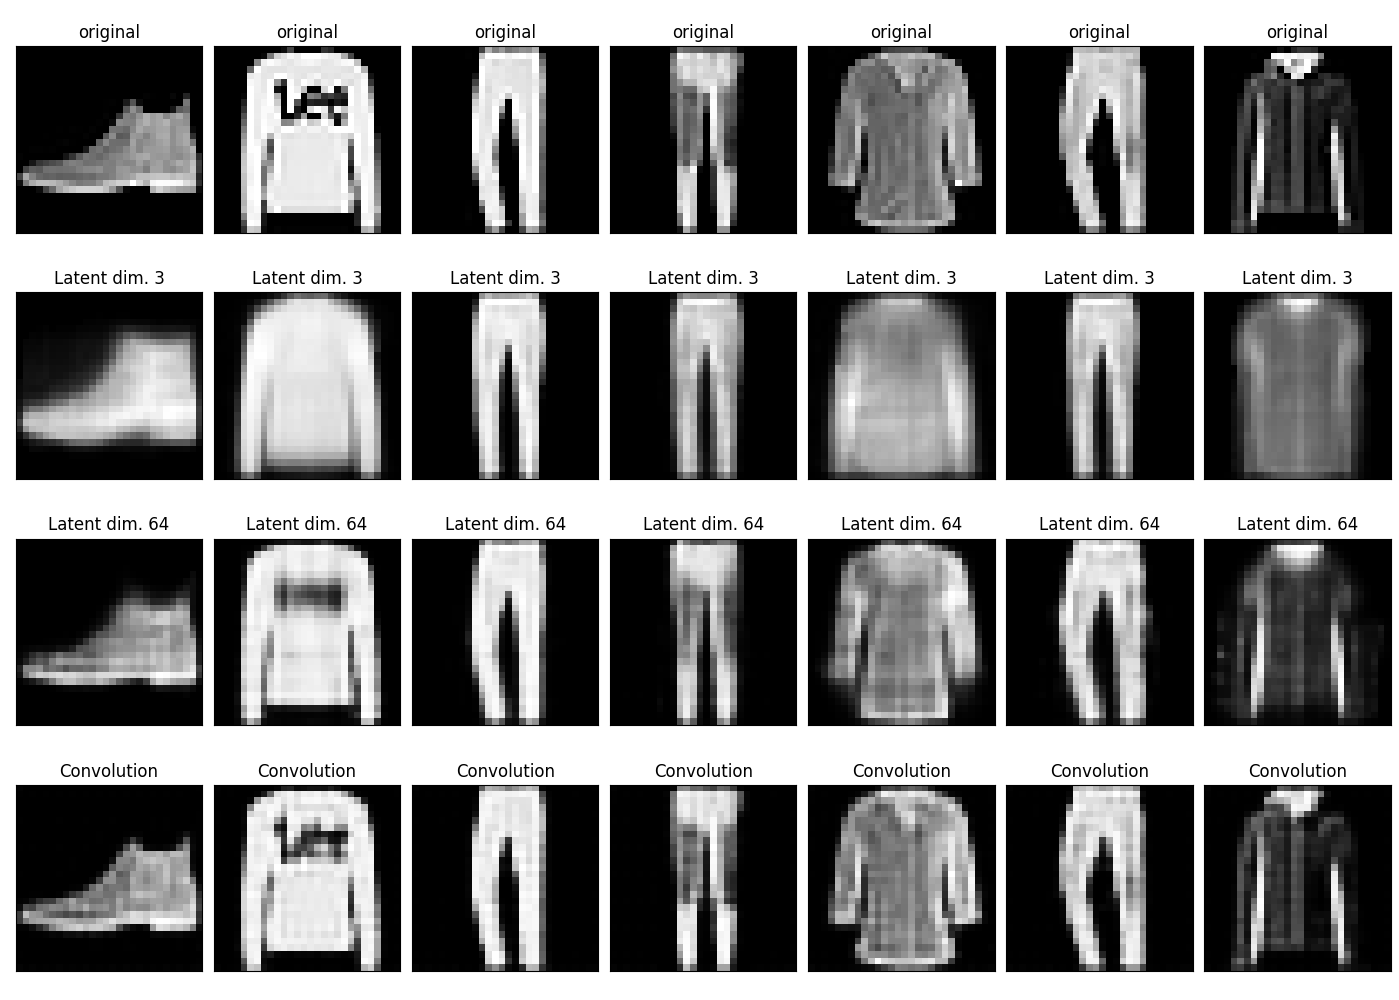 original original original original original original original
Lee
Latent dim. 3 Latent dim. 3 Latent dim. 3 Latent dim. 3 Latent dim. 3 Latent dim. 3 Latent dim. 3
Latent dim. 64 Latent dim. 64 Latent dim. 64 Latent dim. 64 Latent dim. 64 Latent dim. 64 Latent dim. 64
Convolution Convolution Convolution Convolution Convolution Convolution Convolution
Lee